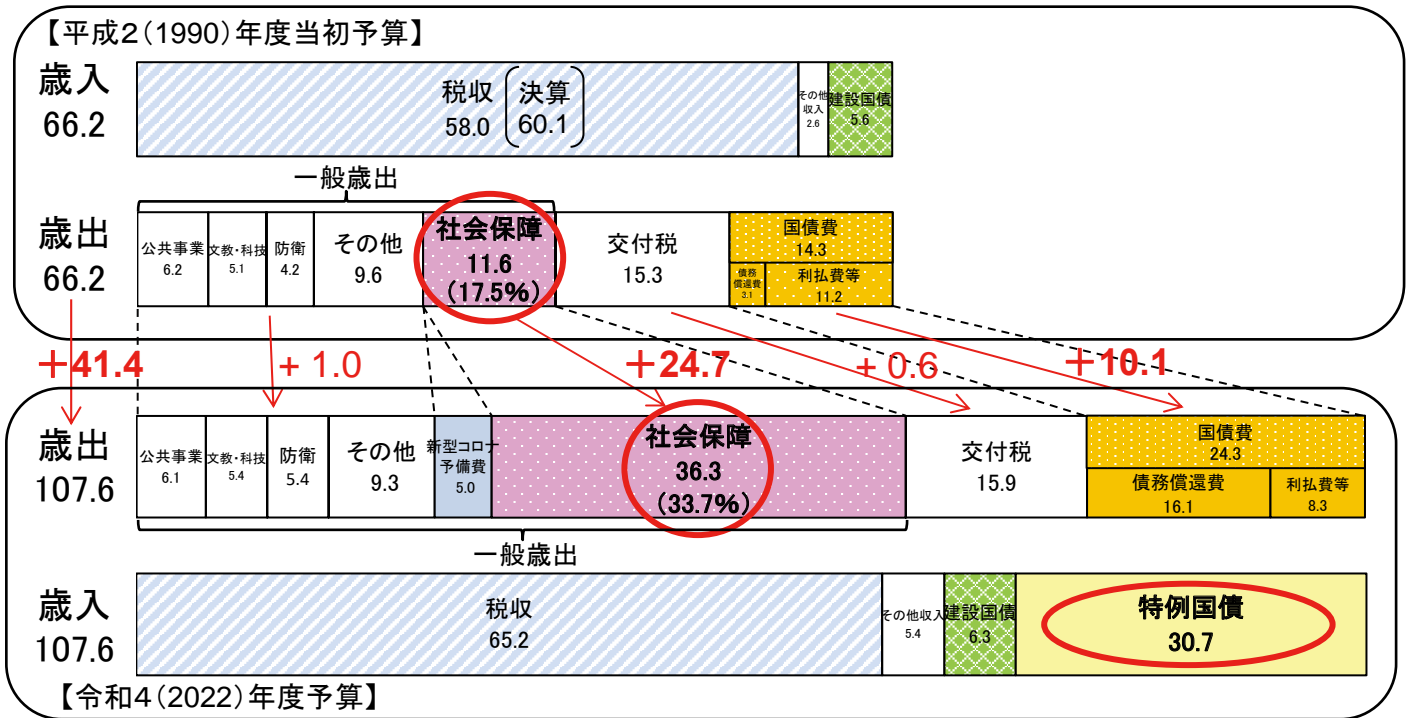 【平成2(1990)年度当初予算】
歳入
66.2
税収
58.0
決算
60.1
その他
収入
2.6
建設国債
5.6
一般歳出
歳出
66.2
公共事業
6.2
文教・科技
5.1
防衛
4.2
その他
9.6
社会保障
11.6
(17.5%)
交付税
15.3
国債費
14.3
債務
償還費
3.1
利払費等
11.2
+41.4
+1.0
+24.7
+0.6
+10.1
歳出
107.6
公共事業
6.1
文教・科技
5.4
防衛
5.4
その他
9.3
新型コロナ
予備費
5.0
社会保障
36.3
(33.7%)
交付税
15.9
国債費
24.3
債務償還費
16.1
利払費等
8.3
一般歳出
歳入
107.6
税収
65.2
その他収入
5.4
建設国債
6.3
特例国債
30.7
【令和4(2022)年度予算】